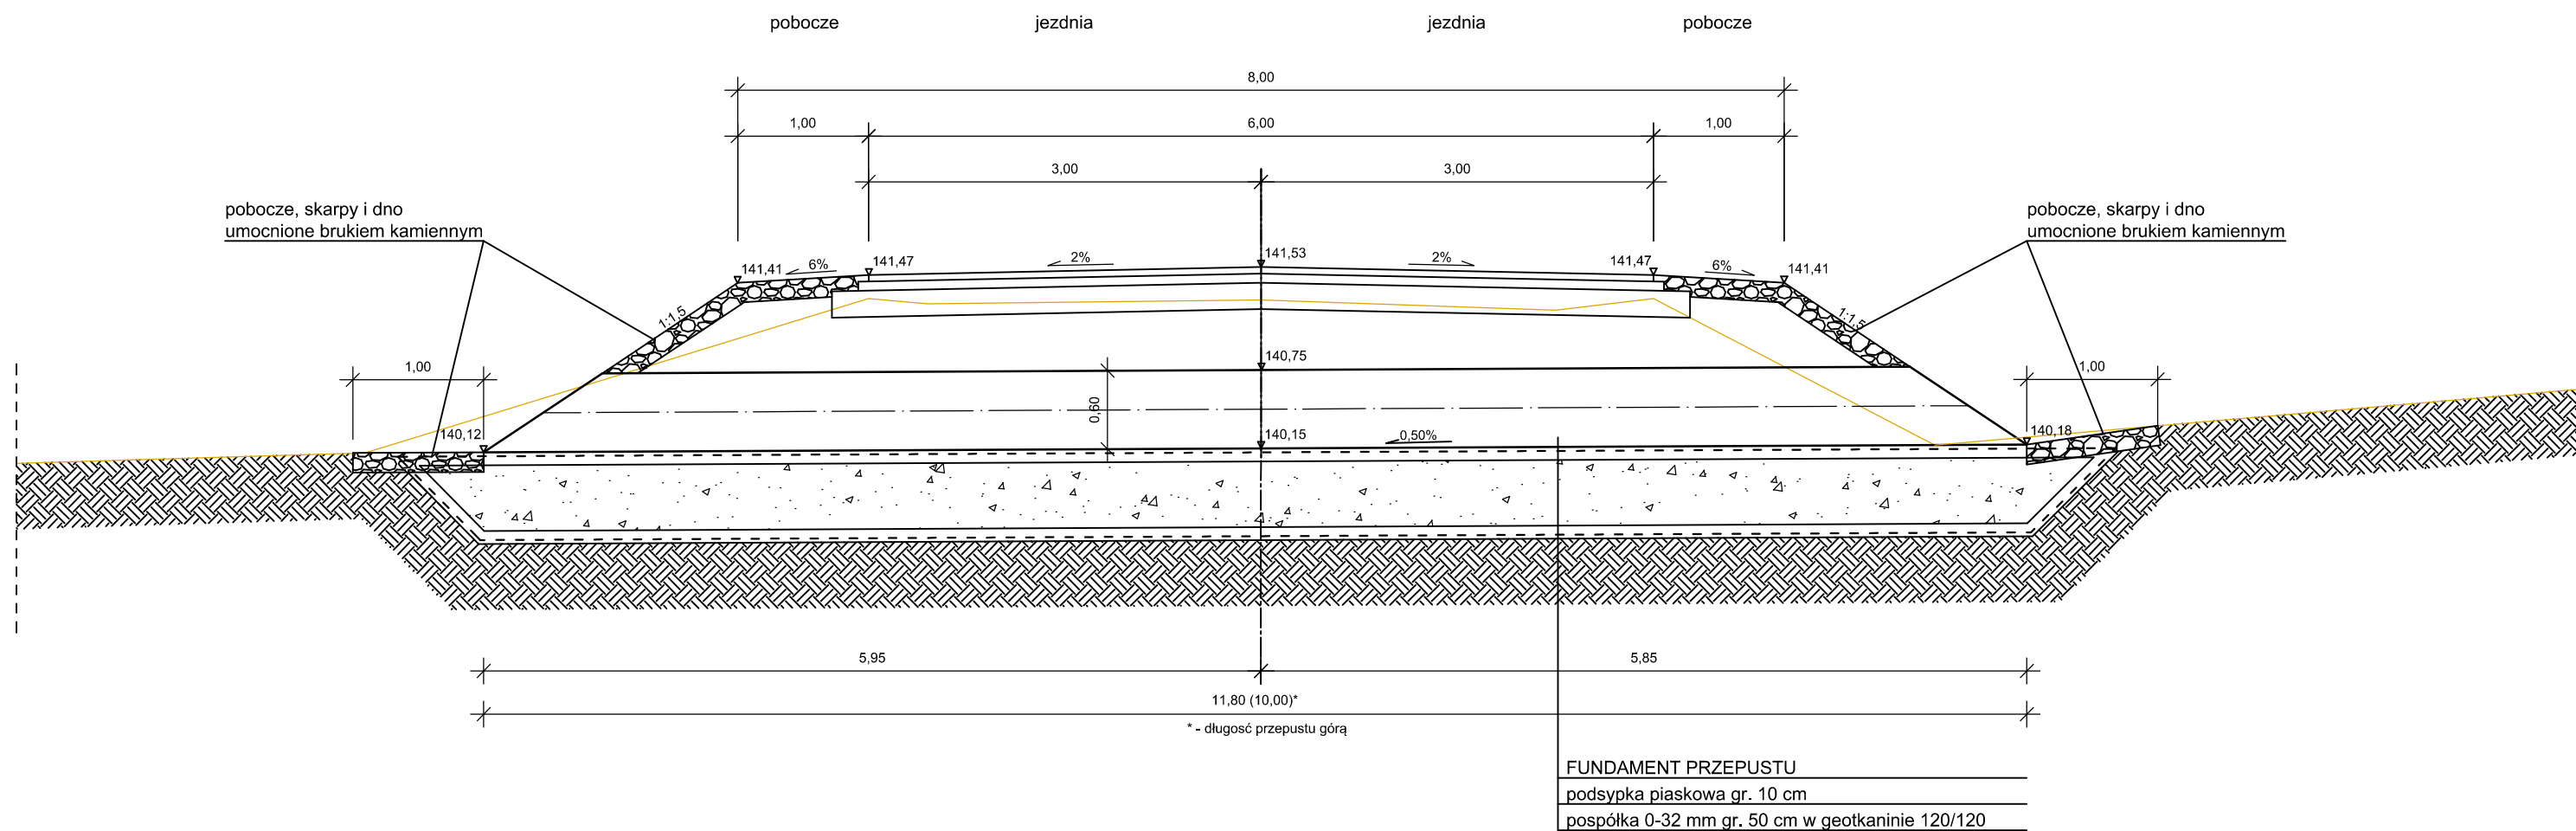 pobocze jezdnia jezdnia pobocze
8,00
1,00 6,00 1,00
3,00 3,00
pobocze, skarpy i dno
umocnione brukiem kamiennym
pobocze, skarpy i dno
umocnione brukiem kamiennym
141,41 6% 141,47 2% 141,53 2% 141,47 6% 141,41
1:1,5 1:1,5
1,00 140,75 1,00
0,60
140,12 140,15 0,50% 140,18
5,95 5,85
11,80 (10,00)*
* - długosć przepustu górą
FUNDAMENT PRZEPUSTU
podsypka piaskowa gr. 10 cm
pospółka 0-32 mm gr. 50 cm w geotkaninie 120/120